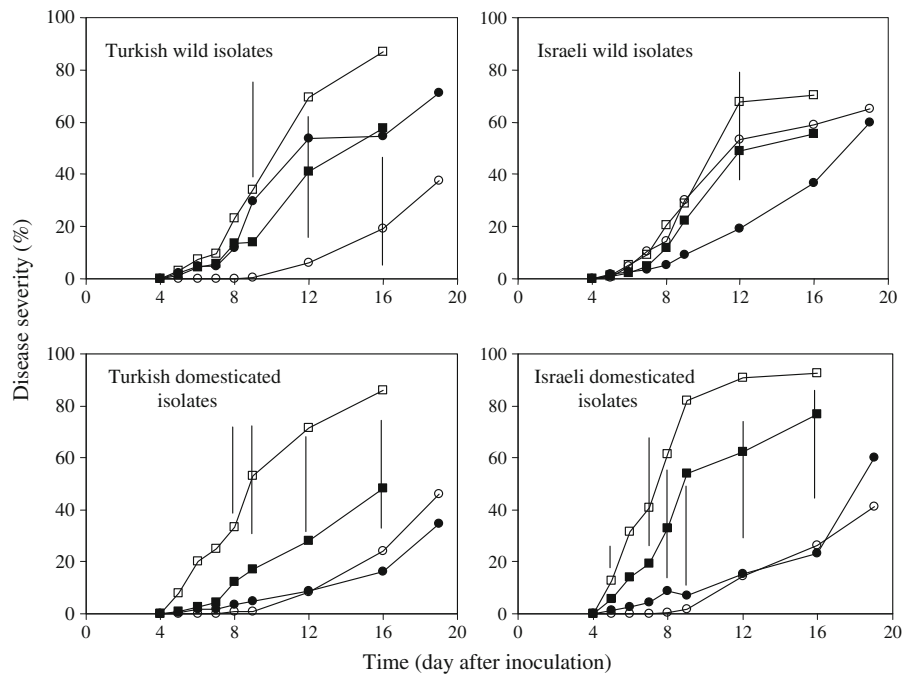 Turkish wild isolates
100
80
60
40
20
0
0 4 8 12 16 20
Israeli wild isolates
100
80
60
40
20
0
0 4 8 12 16 20
Disease severity (%)
Turkish domesticated
isolates
100
80
60
40
20
0
0 4 8 12 16 20
Israeli domesticated
isolates
100
80
60
40
20
0
0 4 8 12 16 20
Time (day after inoculation)